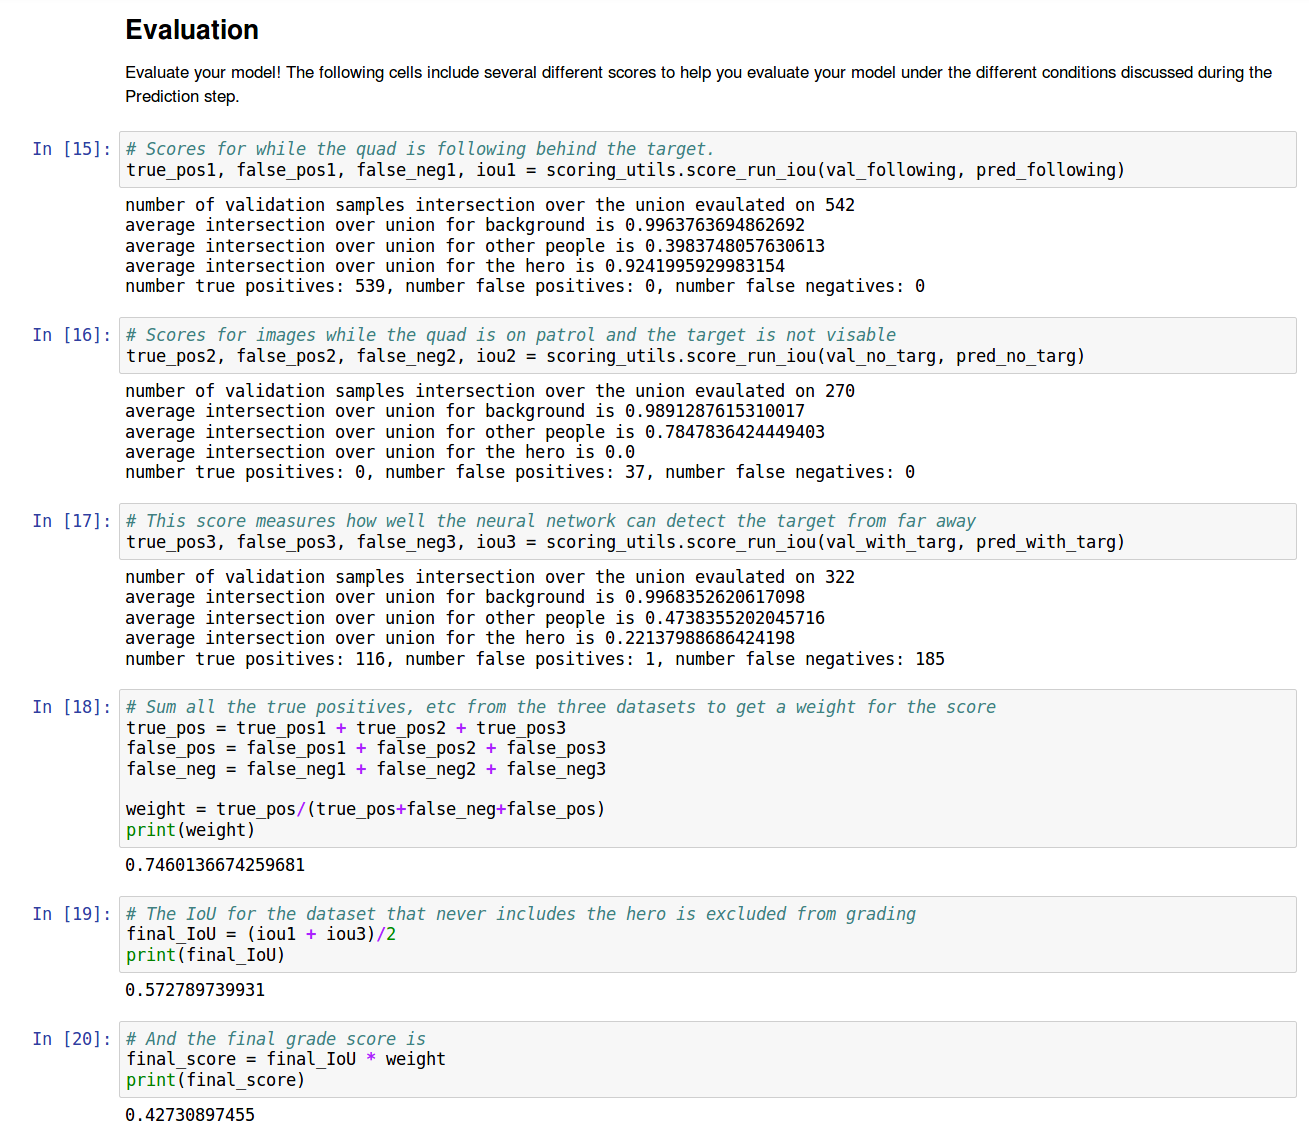 Evaluation
Evaluate your model! The following cells include several different scores to help you evaluate your model under the different conditions discussed during the
Prediction step.
In [15]:
# Scores for while the quad is following behind the target.
true_pos1, false_pos1, false_neg1, iou1 = scoring_utils.score_run_iou(val_following, pred_following)
number of validation samples intersection over the union evaulated on 542
average intersection over union for background is 0.9963763694862692
average intersection over union for other people is 0.3983748057630613
average intersection over union for the hero is 0.9241995929983154
number true positives: 539, number false positives: 0, number false negatives: 0
In [16]:
# Scores for images while the quad is on patrol and the target is not visable
true_pos2, false_pos2, false_neg2, iou2 = scoring_utils.score_run_iou(val_no_targ, pred_no_targ)
number of validation samples intersection over the union evaulated on 270
average intersection over union for background is 0.9891287615310017
average intersection over union for other people is 0.7847836424449403
average intersection over union for the hero is 0.0
number true positives: 0, number false positives: 37, number false negatives: 0
In [17]:
# This score measures how well the neural network can detect the target from far away
true_pos3, false_pos3, false_neg3, iou3 = scoring_utils.score_run_iou(val_with_targ, pred_with_targ)
number of validation samples intersection over the union evaulated on 322
average intersection over union for background is 0.9968352620617098
average intersection over union for other people is 0.4738355202045716
average intersection over union for the hero is 0.22137988686424198
number true positives: 116, number false positives: 1, number false negatives: 185
In [18]:
# Sum all the true positives, etc from the three datasets to get a weight for the score
true_pos = true_pos1 + true_pos2 + true_pos3
false_pos = false_pos1 + false_pos2 + false_pos3
false_neg = false_neg1 + false_neg2 + false_neg3
weight = true_pos/(true_pos+false_neg+false_pos)
print(weight)
0.7460136674259681
In [19]:
# The IoU for the dataset that never includes the hero is excluded from grading
final_IoU = (iou1 + iou3)/2
print(final_IoU)
0.572789739931
In [20]:
# And the final grade score is
final_score = final_IoU * weight
print(final_score)
0.42730897455